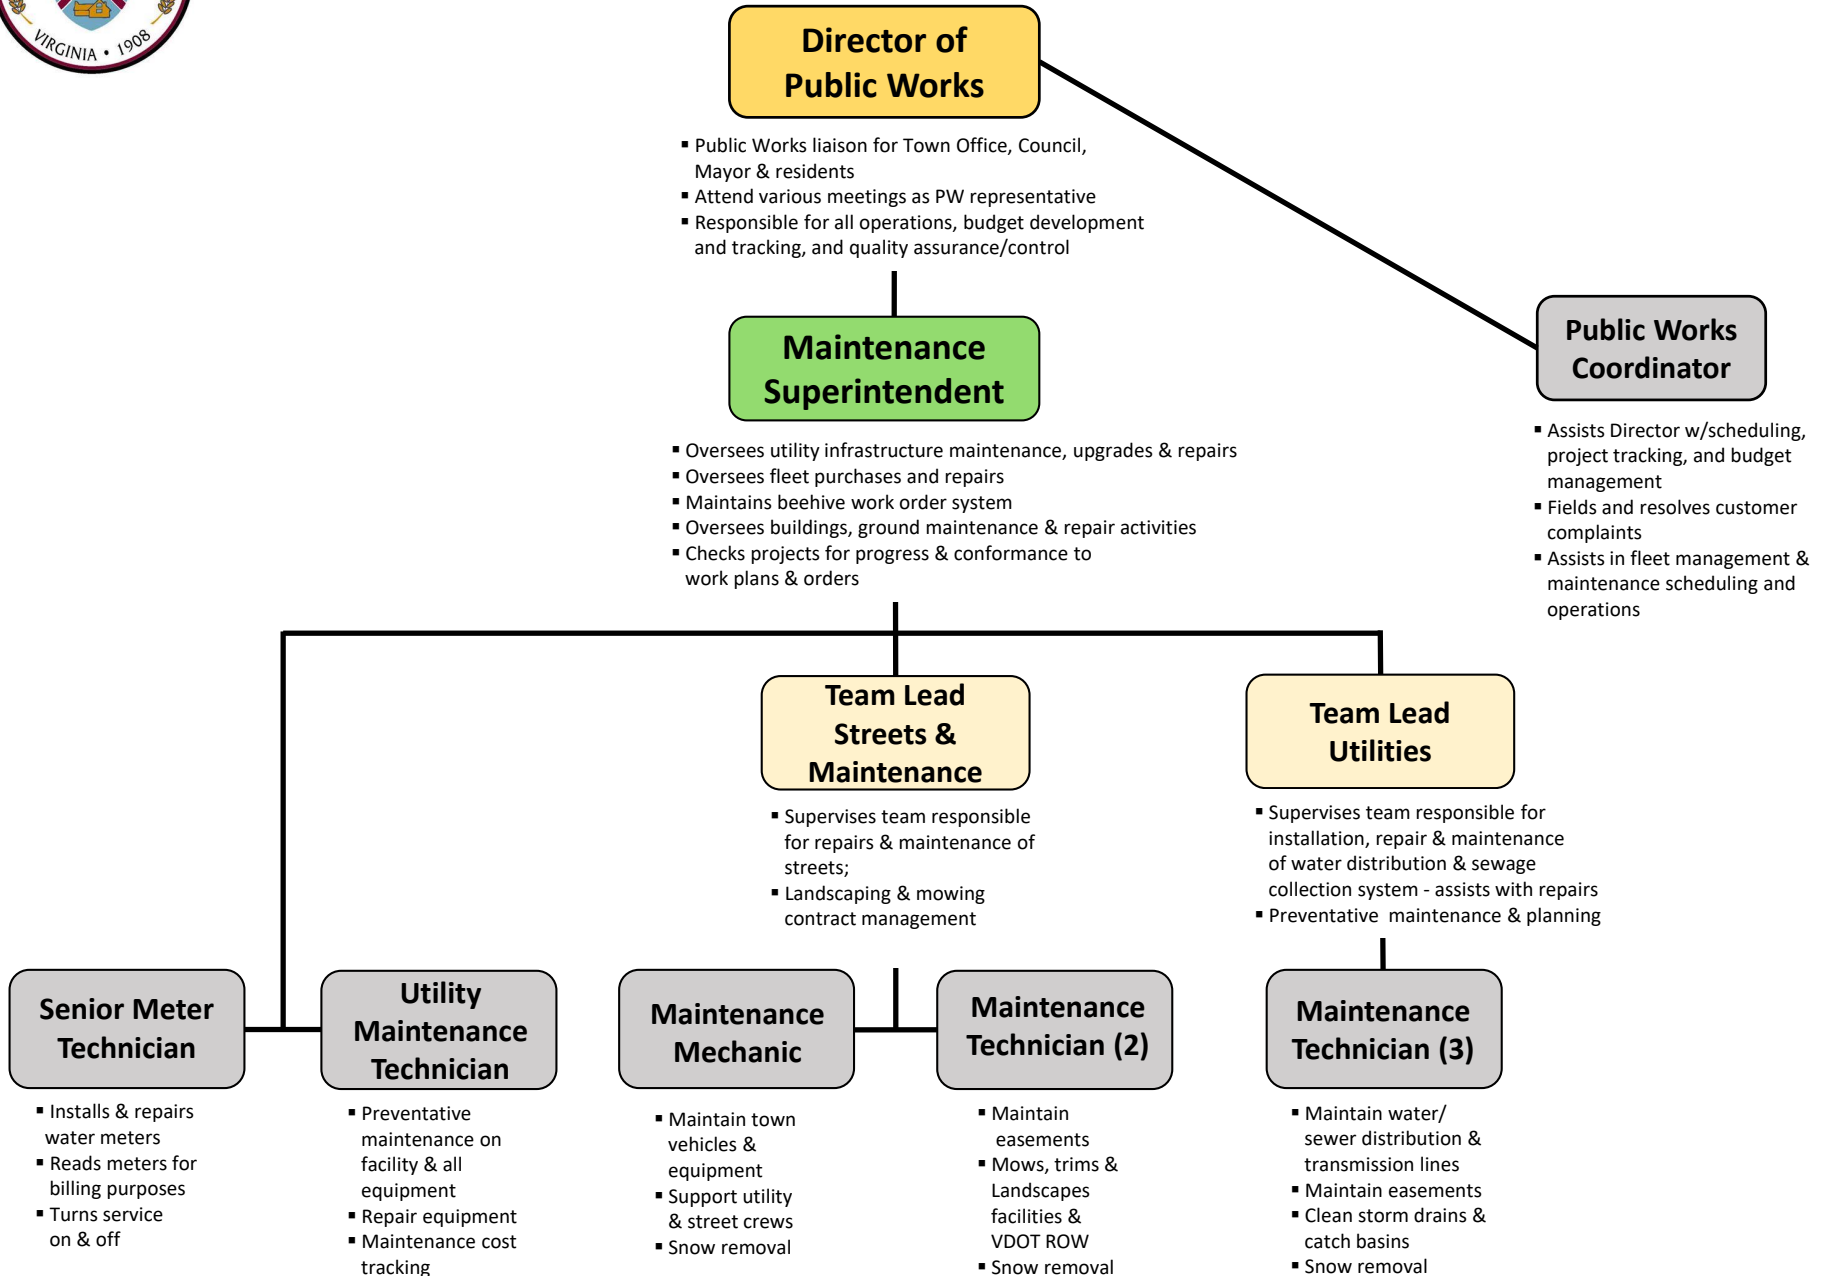 VIRGINIA • 1908
Director of
Public Works
▪ Public Works liaison for Town Office, Council,
Mayor & residents
▪ Attend various meetings as PW representative
▪ Responsible for all operations, budget development
and tracking, and quality assurance/control
Maintenance
Superintendent
▪ Oversees utility infrastructure maintenance, upgrades & repairs
▪ Oversees fleet purchases and repairs
▪ Maintains beehive work order system
▪ Oversees buildings, ground maintenance & repair activities
▪ Checks projects for progress & conformance to
work plans & orders
Public Works
Coordinator
▪ Assists Director w/scheduling,
project tracking, and budget
management
▪ Fields and resolves customer
complaints
▪ Assists in fleet management &
maintenance scheduling and
operations
Team Lead
Streets &
Maintenance
▪ Supervises team responsible
for repairs & maintenance of
streets;
▪ Landscaping & mowing
contract management
Team Lead
Utilities
▪ Supervises team responsible for
installation, repair & maintenance
of water distribution & sewage
collection system - assists with repairs
▪ Preventative maintenance & planning
Senior Meter
Technician
▪ Installs & repairs
water meters
▪ Reads meters for
billing purposes
▪ Turns service
on & off
Utility
Maintenance
Technician
▪ Preventative
maintenance on
facility & all
equipment
▪ Repair equipment
▪ Maintenance cost
tracking
Maintenance
Mechanic
▪ Maintain town
vehicles &
equipment
▪ Support utility
& street crews
▪ Snow removal
Maintenance
Technician (2)
▪ Maintain
easements
▪ Mows, trims &
Landscapes
facilities &
VDOT ROW
▪ Snow removal
Maintenance
Technician (3)
▪ Maintain water/
sewer distribution &
transmission lines
▪ Maintain easements
▪ Clean storm drains &
catch basins
▪ Snow removal